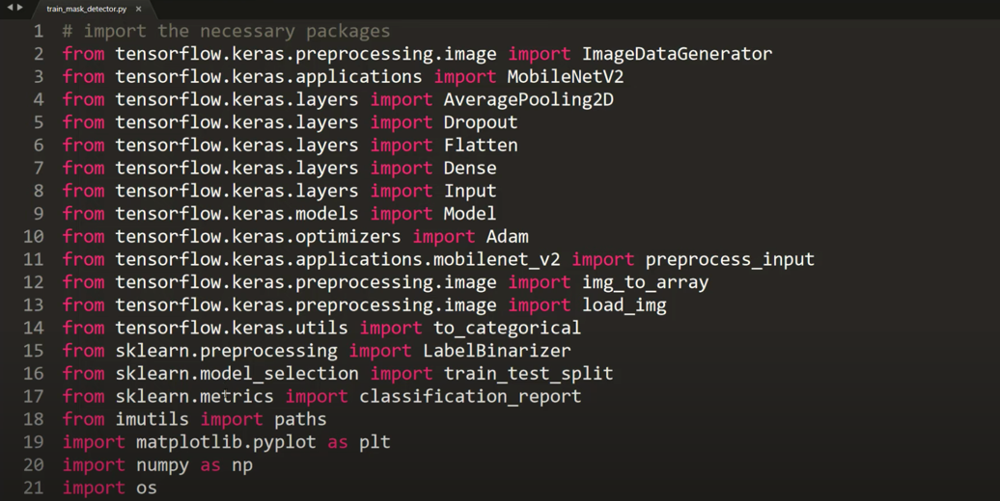 train_mask_detector.py
1 # import the necessary packages
2 from tensorflow.keras.preprocessing.image import ImageDataGenerator
3 from tensorflow.keras.applications import MobileNetV2
4 from tensorflow.keras.layers import AveragePooling2D
5 from tensorflow.keras.layers import Dropout
6 from tensorflow.keras.layers import Flatten
7 from tensorflow.keras.layers import Dense
8 from tensorflow.keras.layers import Input
9 from tensorflow.keras.models import Model
10 from tensorflow.keras.optimizers import Adam
11 from tensorflow.keras.applications.mobilenet_v2 import preprocess_input
12 from tensorflow.keras.preprocessing.image import img_to_array
13 from tensorflow.keras.preprocessing.image import load_img
14 from tensorflow.keras.utils import to_categorical
15 from sklearn.preprocessing import LabelBinarizer
16 from sklearn.model_selection import train_test_split
17 from sklearn.metrics import classification_report
18 from imutils import paths
19 import matplotlib.pyplot as plt
20 import numpy as np
21 import os